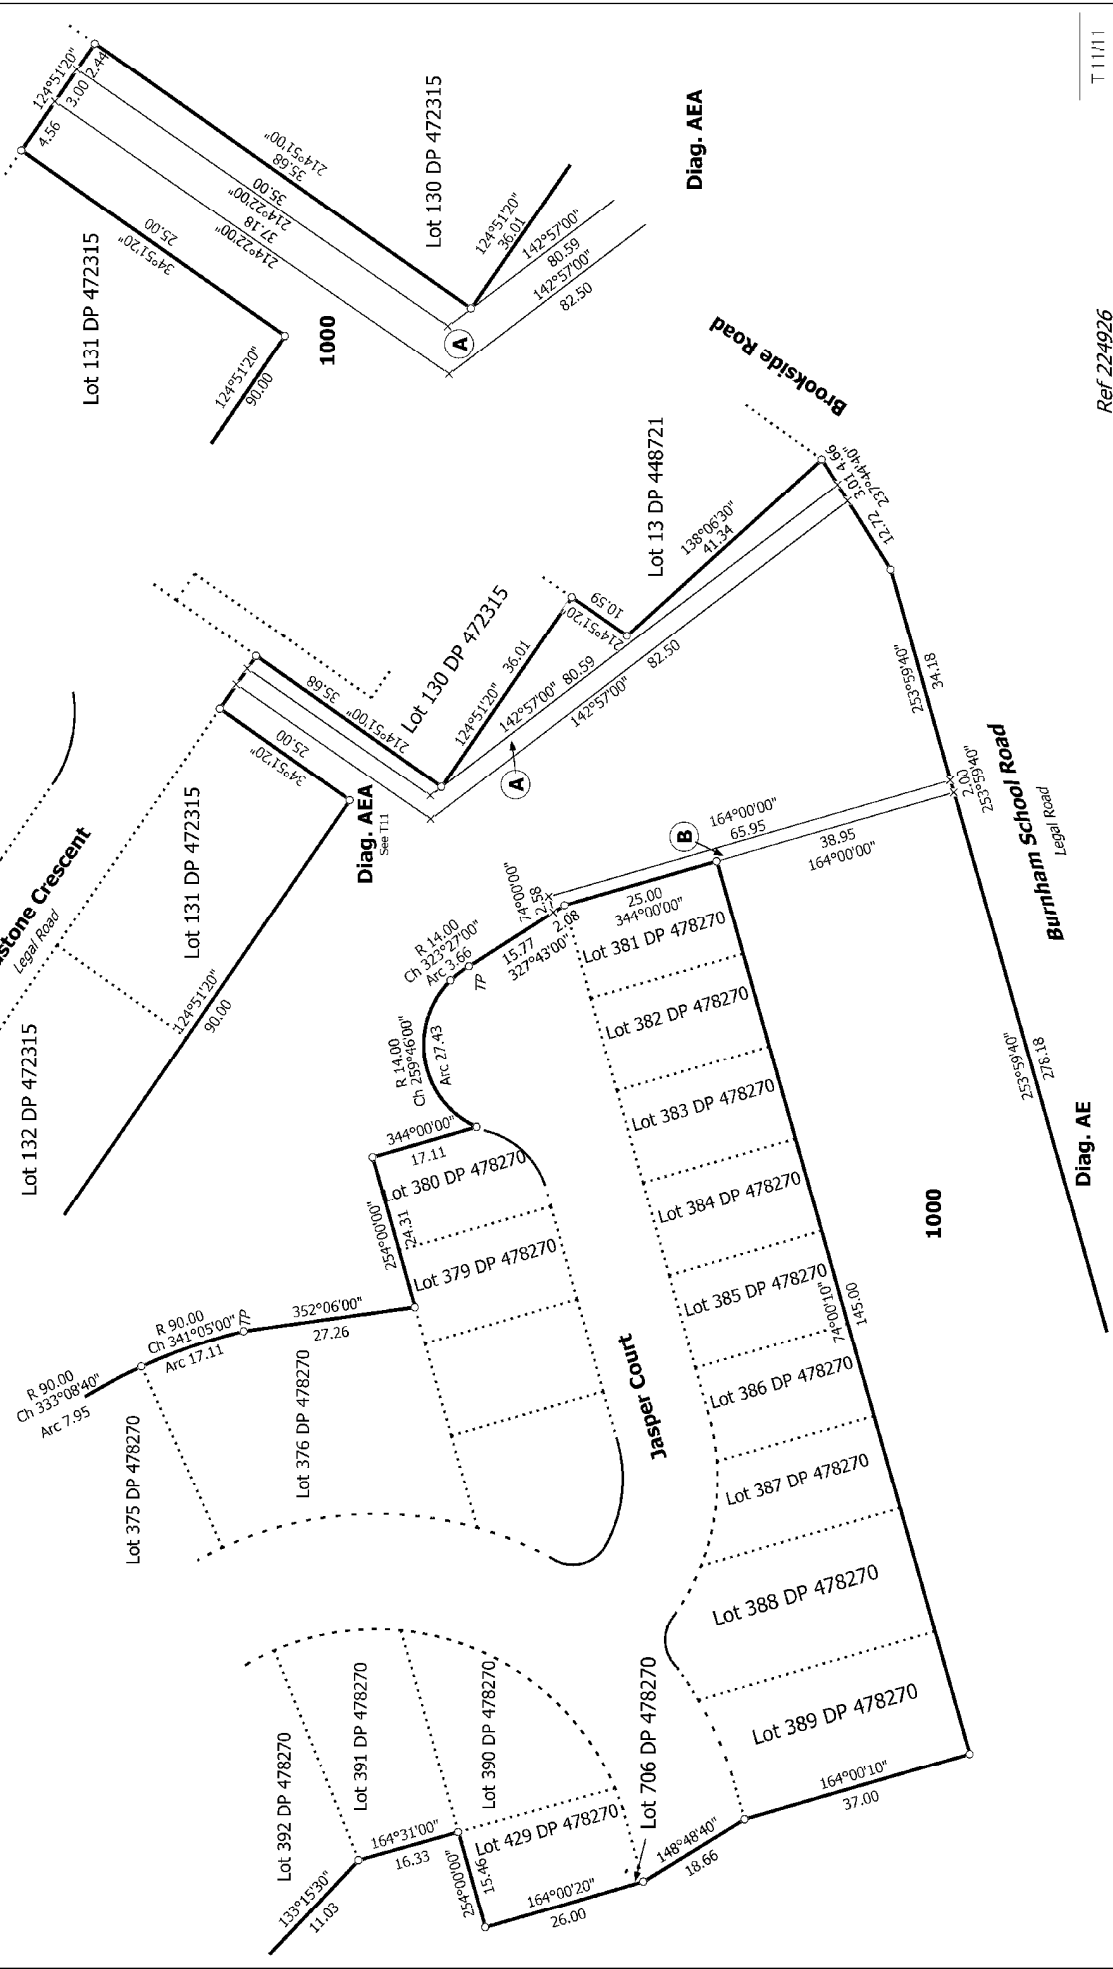 T 11/11
Ref 224926
Diag. AEA
Lot 131 DP 472315
Lot 130 DP 472315
1000
124°51'20"
4.56
3.00
2.44
34°51'20"
25.00
124°51'20"
90.00
214°22'00"
37.18
214°22'00"
35.00
35.68
214°51'00"
A
124°51'20"
36.01
142°57'00"
80.59
142°57'00"
82.50
Brookside Road
Lot 13 DP 448721
138°06'30"
41.34
3.01
4.66
237°44'40"
12.72
10.59
214°51'20"
Lot 130 DP 472315
35.68
214°51'00"
25.00
34°51'20"
124°51'20"
36.01
142°57'00"
80.59
142°57'00"
82.50
A
Diag. AEA
See T11
Lot 131 DP 472315
stone Crescent
Legal Road
124°51'20"
90.00
Lot 132 DP 472315
253°59'40"
34.18
2.00
253°59'40"
Burnham School Road
Legal Road
164°00'00"
65.95
38.95
164°00'00"
B
74°00'00"
2.58
2.08
25.00
344°00'00"
15.77
327°43'00"
R 14.00
Ch 323°27'00"
Arc 3.66
TP
R 14.00
Ch 259°46'00"
Arc 27.43
344°00'00"
17.11
254°00'00"
24.31
352°06'00"
27.26
TP
R 90.00
Ch 341°05'00"
Arc 17.11
R 90.00
Ch 333°08'40"
Arc 7.95
Lot 381 DP 478270
Lot 382 DP 478270
Lot 383 DP 478270
Lot 384 DP 478270
Lot 385 DP 478270
Lot 386 DP 478270
Lot 387 DP 478270
Lot 388 DP 478270
Lot 389 DP 478270
Lot 380 DP 478270
Lot 379 DP 478270
Lot 376 DP 478270
Lot 375 DP 478270
Jasper Court
74°00'10"
145.00
1000
253°59'40"
278.18
Diag. AE
Lot 392 DP 478270
Lot 391 DP 478270
Lot 390 DP 478270
Lot 429 DP 478270
Lot 706 DP 478270
133°15'30"
11.03
164°31'00"
16.33
254°00'00"
15.46
164°00'20"
26.00
148°48'40"
18.66
164°00'10"
37.00